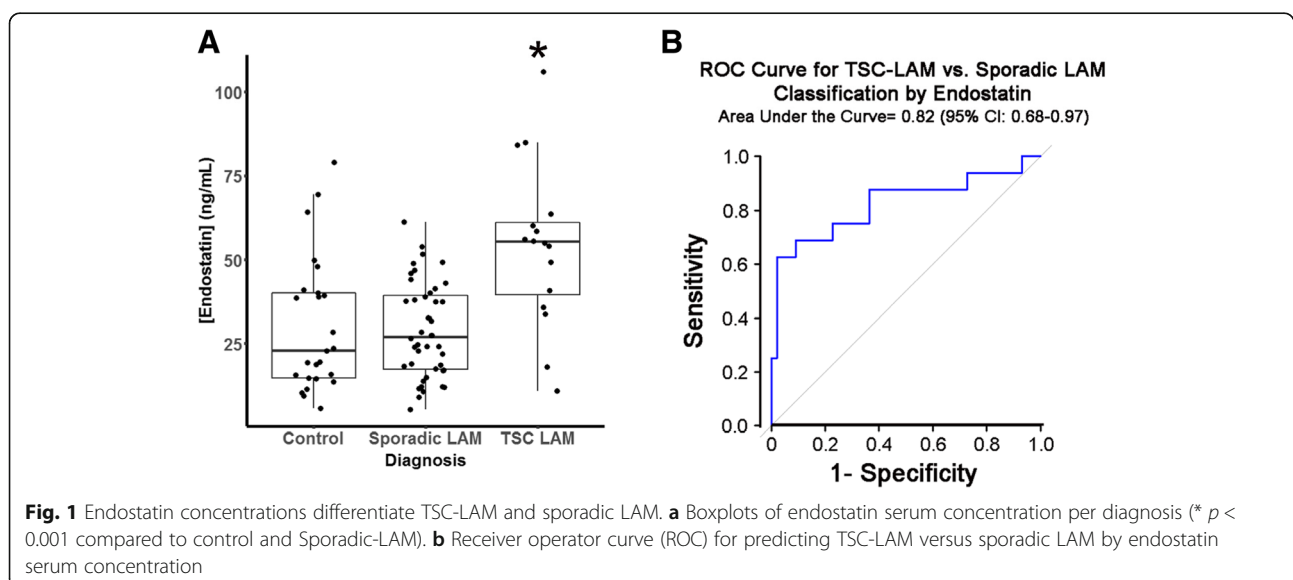 A
*
[Endostatin] (ng/mL)
100
75
50
25
Control Sporadic LAM TSC LAM
Diagnosis
B
ROC Curve for TSC-LAM vs. Sporadic LAM
Classification by Endostatin
Area Under the Curve= 0.82 (95% CI: 0.68-0.97)
Sensitivity
1.0
0.8
0.6
0.4
0.2
0.0
0 0.2 0.4 0.6 0.8 1.0
1- Specificity
Fig. 1 Endostatin concentrations differentiate TSC-LAM and sporadic LAM. a Boxplots of endostatin serum concentration per diagnosis (* p <
0.001 compared to control and Sporadic-LAM). b Receiver operator curve (ROC) for predicting TSC-LAM versus sporadic LAM by endostatin
serum concentration